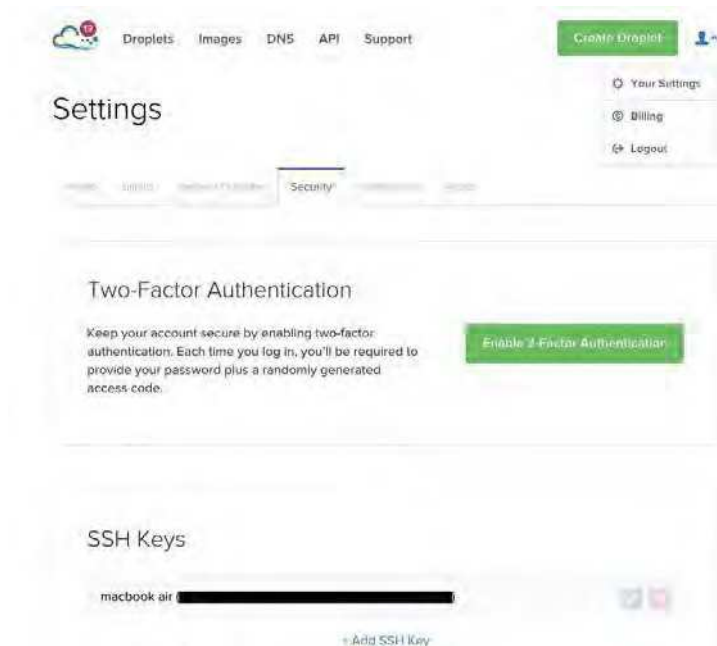 Droplets Images DNS API Support
Create Droplet
Your Settings
Billing
Logout
Settings
Security
Two-Factor Authentication
Keep your account secure by enabling two-factor
authentication. Each time you log in, you'll be required to
provide your password plus a randomly generated
access code.
Enable 2-Factor Authentication
SSH Keys
macbook air (
+ Add SSH Key